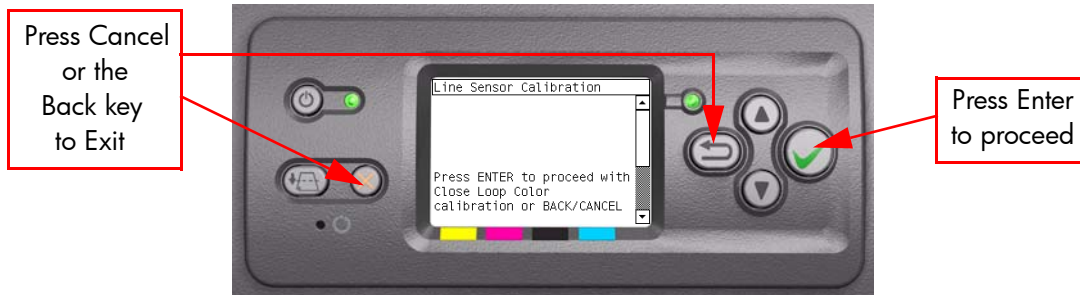 Press Cancel
or the
Back key
to Exit
Line Sensor Calibration
Press ENTER to proceed with
Close Loop Color
calibration or BACK/CANCEL
Press Enter
to proceed